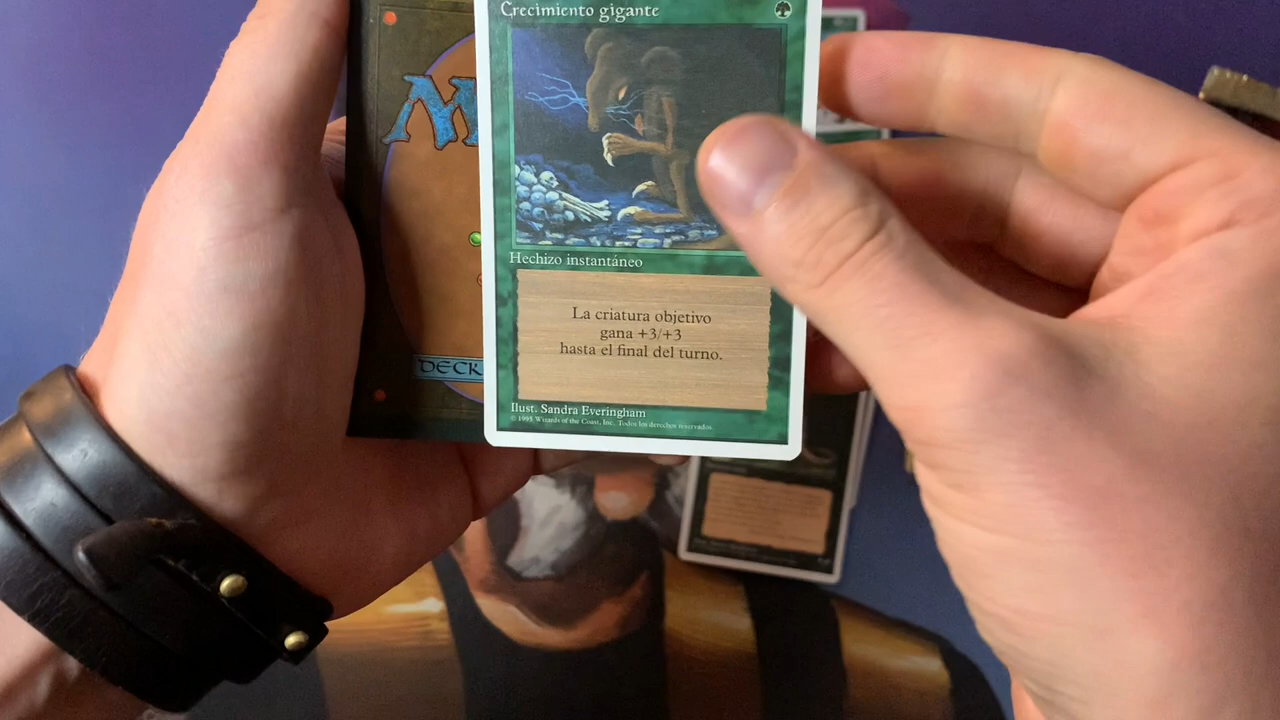 Crecimiento gigante
M
Hechizo instantáneo
La criatura objetivo
gana +3/+3
hasta el final del turno.
DECK
Ilust. Sandra Everingham
© 1995 Wizards of the Coast, Inc. Todos los derechos reservados.